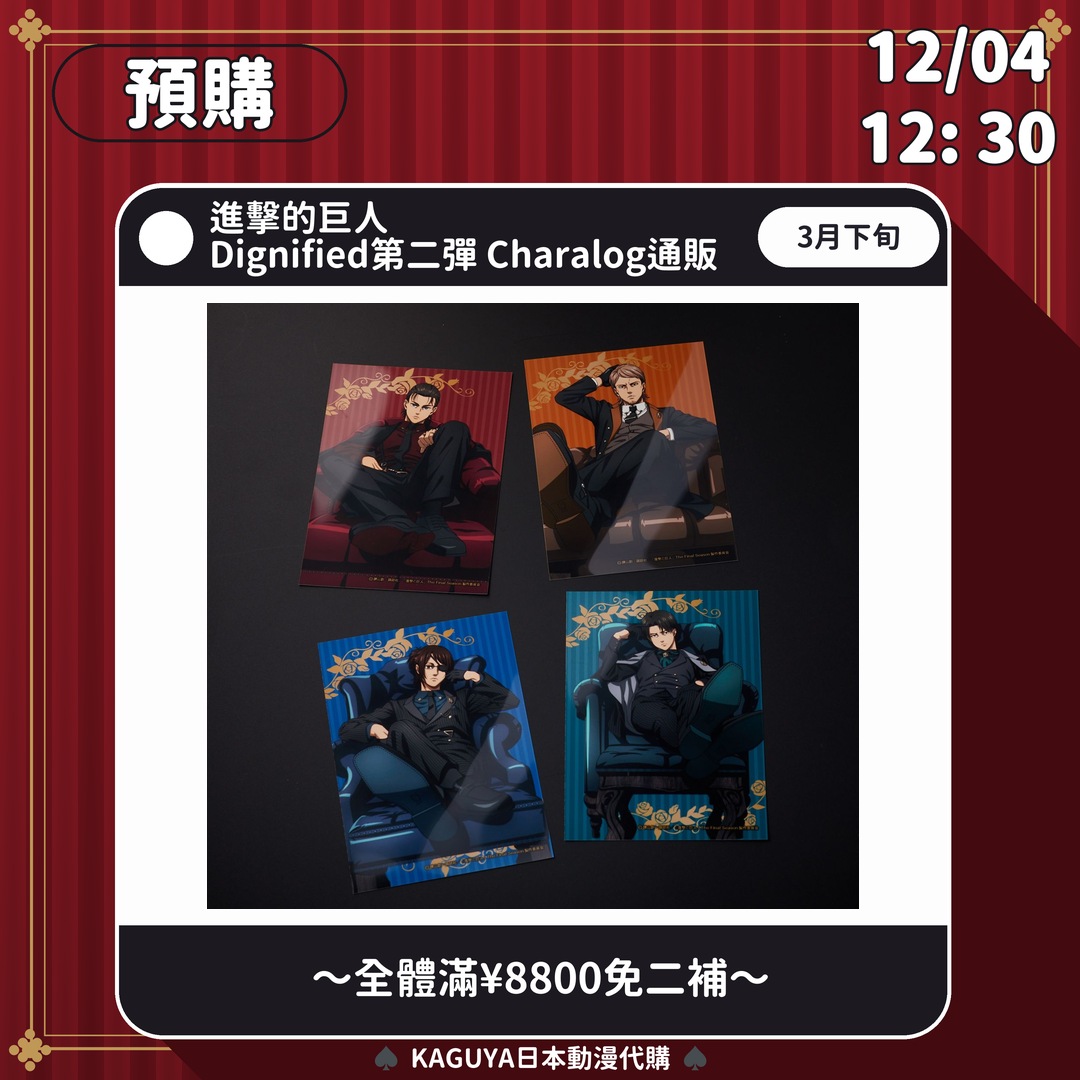 預購
12/04
12: 30
進擊的巨人
Dignified第二彈 Charalog通販
3月下旬
～全體滿¥8800免二補～
♠ KAGUYA日本動漫代購 ♠